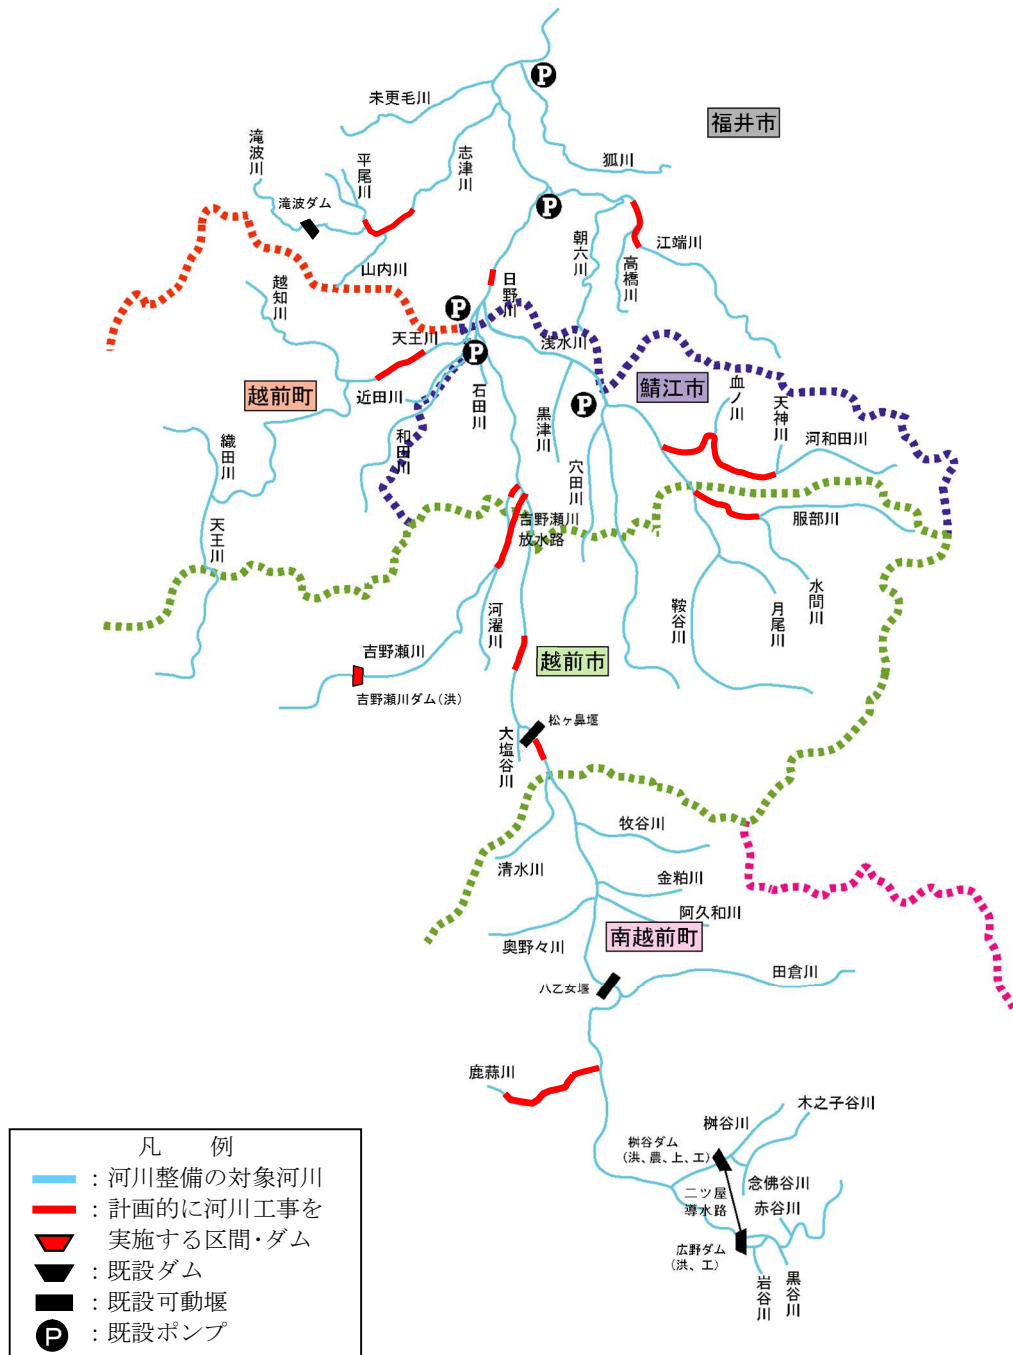 P
未更毛川
福井市
滝波川
平尾川
志津川
狐川
滝波ダム
P
朝六川
江端川
高橋川
山内川
越知川
日野川
P
天王川
浅水川
P
越前町
近田川
石田川
鯖江市
血ノ川
天神川
河和田川
P
黒津川
織田川
和田川
穴田川
吉野瀬川
放水路
服部川
天王川
水間川
河濯川
鞍谷川
月尾川
吉野瀬川
越前市
吉野瀬川ダム(洪)
松ヶ鼻堰
大塩谷川
牧谷川
清水川
金粕川
阿久和川
奥野々川
南越前町
田倉川
八乙女堰
鹿蒜川
木之子谷川
桝谷川
桝谷ダム
(洪、農、上、工)
念佛谷川
二ツ屋
導水路
赤谷川
広野ダム
(洪、工)
岩谷川
黒谷川
凡 例
：河川整備の対象河川
：計画的に河川工事を
実施する区間・ダム
：既設ダム
：既設可動堰
P：既設ポンプ